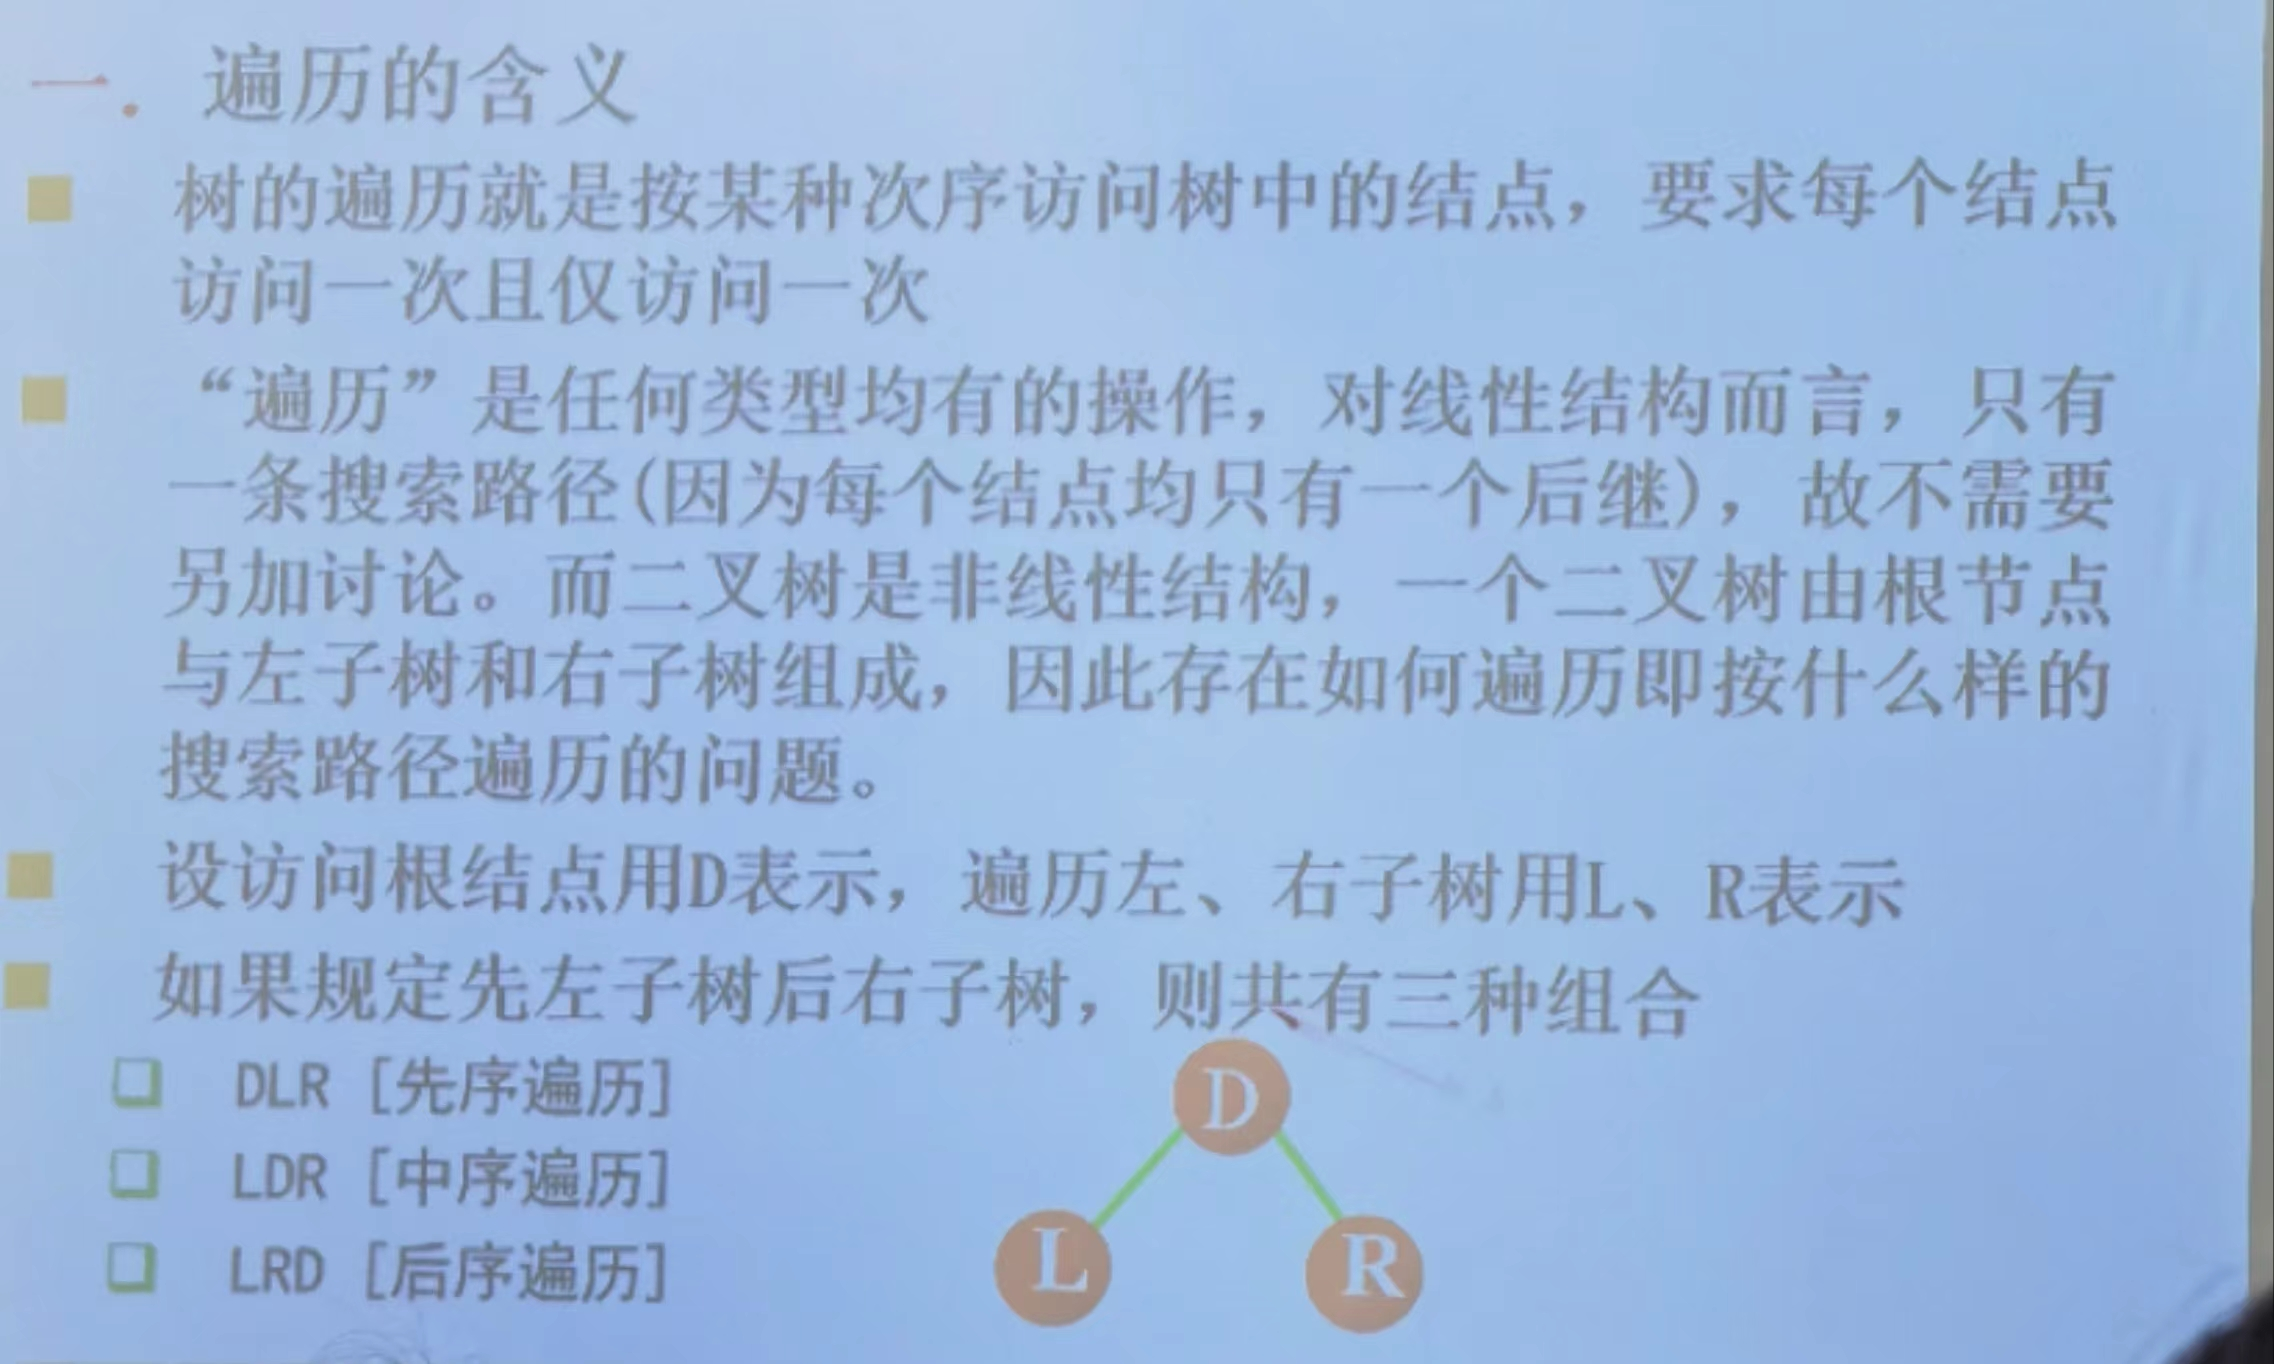 一. 遍历的含义
树的遍历就是按某种次序访问树中的结点，要求每个结点
访问一次且仅访问一次
“遍历”是任何类型均有的操作，对线性结构而言，只有
一条搜索路径(因为每个结点均只有一个后继)，故不需要
另加讨论。而二叉树是非线性结构，一个二叉树由根节点
与左子树和右子树组成，因此存在如何遍历即按什么样的
搜索路径遍历的问题。
设访问根结点用D表示，遍历左、右子树用L、R表示
如果规定先左子树后右子树，则共有三种组合
DLR [先序遍历]
LDR [中序遍历]
LRD [后序遍历]
D
L R